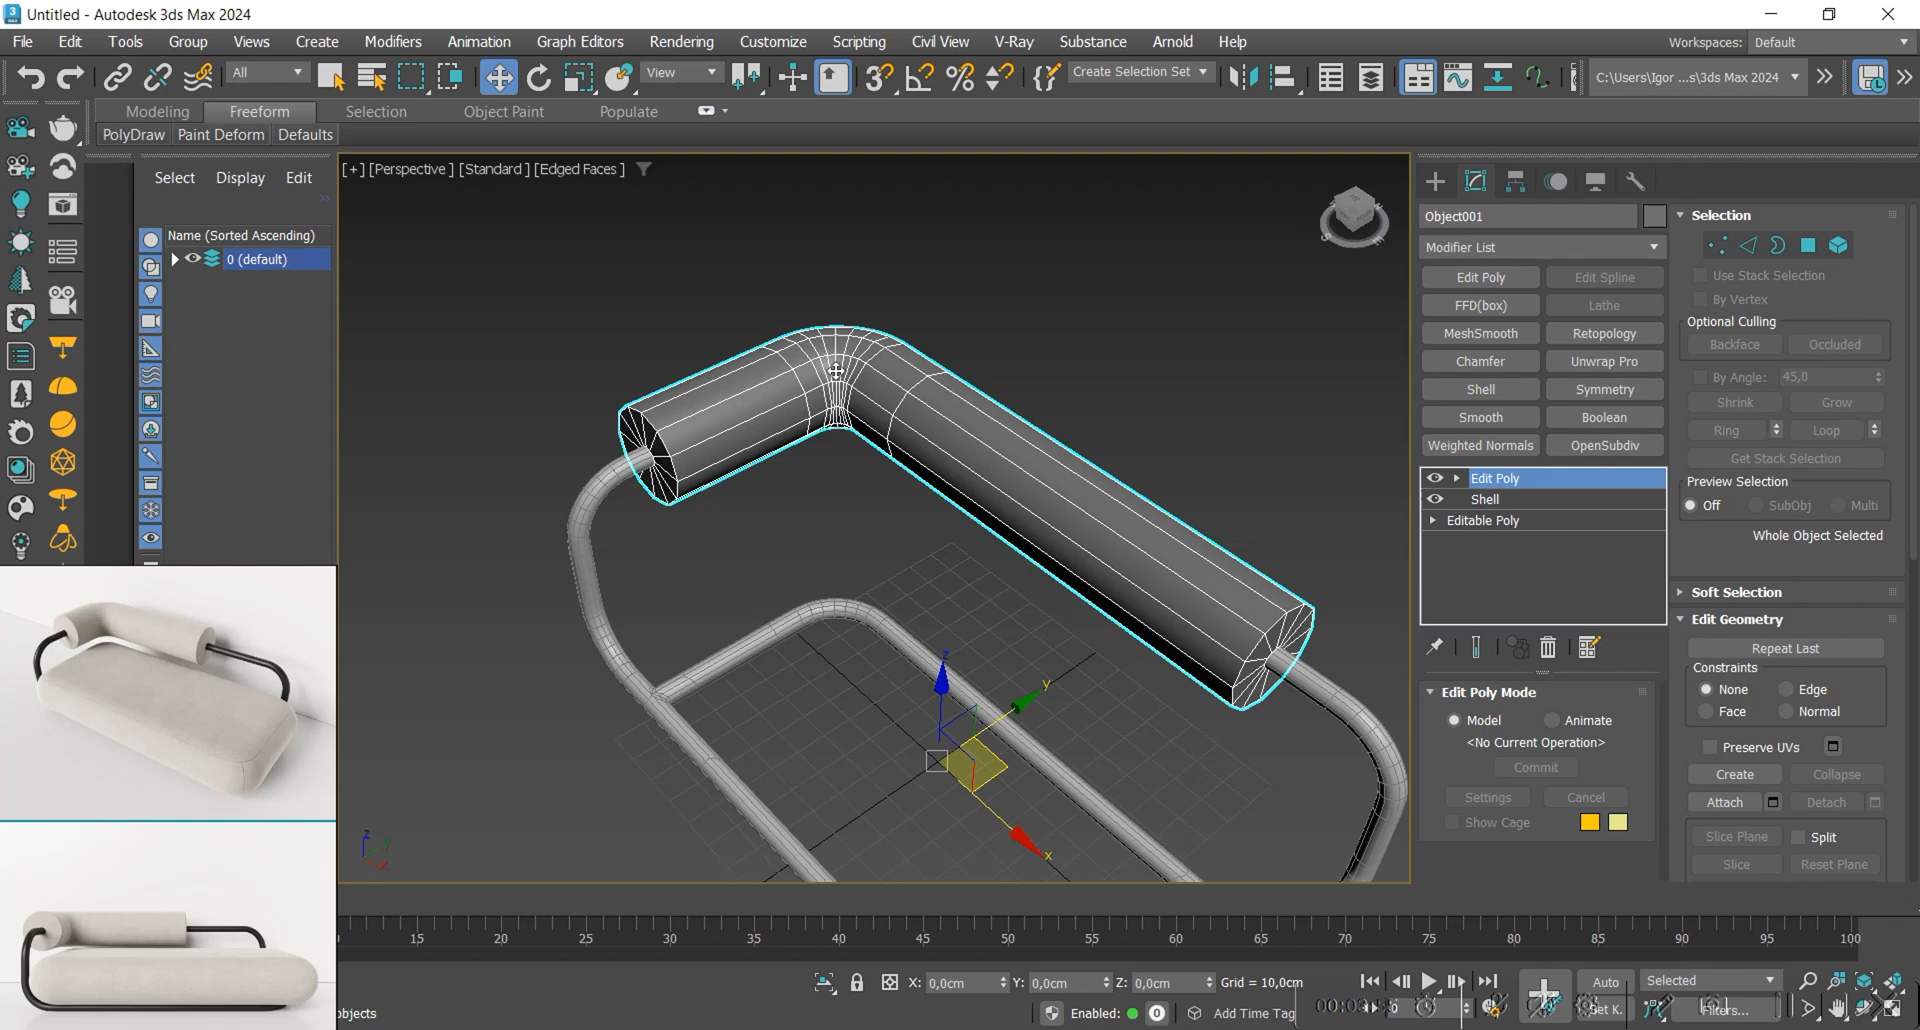 Untitled - Autodesk 3ds Max 2024
File Edit Tools Group Views Create Modifiers Animation Graph Editors Rendering Customize Scripting Civil View V-Ray Substance Arnold Help
Workspaces: Default
All View Create Selection Set C:\Users\Igor ...s\3ds Max 2024
Modeling Freeform Selection Object Paint Populate
PolyDraw Paint Deform Defaults
Select Display Edit
Name (Sorted Ascending)
0 (default)
[+] [Perspective ] [Standard ] [Edged Faces ]
z
y
x
z
y
x
Object001
Modifier List
Edit Poly Edit Spline
FFD(box) Lathe
MeshSmooth Retopology
Chamfer Unwrap Pro
Shell Symmetry
Smooth Boolean
Weighted Normals OpenSubdiv
Edit Poly
Shell
Editable Poly
Edit Poly Mode
Model Animate
<No Current Operation>
Commit
Settings Cancel
Show Cage
Selection
Use Stack Selection
By Vertex
Optional Culling
Backface Occluded
By Angle: 45,0
Shrink Grow
Ring Loop
Get Stack Selection
Preview Selection
Off SubObj Multi
Whole Object Selected
Soft Selection
Edit Geometry
Repeat Last
Constraints
None Edge
Face Normal
Preserve UVs
Create Collapse
Attach Detach
Slice Plane Split
Slice Reset Plane
15 20 25 30 35 40 45 50 55 60 65 70 75 80 85 90 95 100
X: 0,0cm Y: 0,0cm Z: 0,0cm Grid = 10,0cm
Auto Selected
bjects
Enabled: 0 Add Time Tag
Set K. Filters...